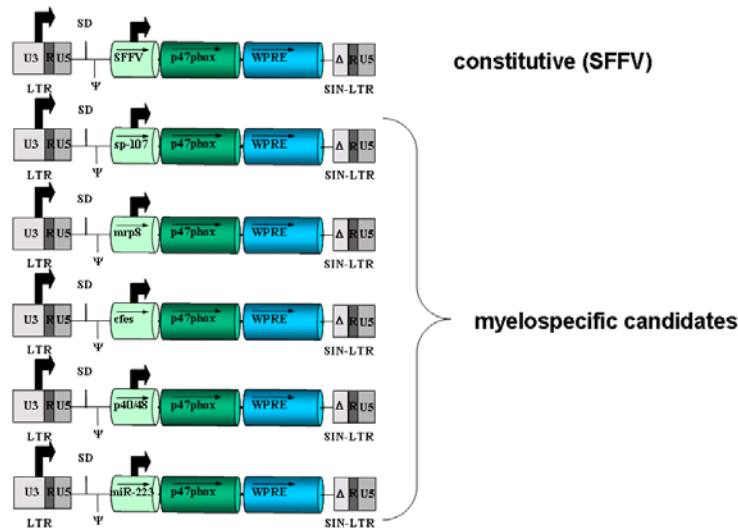 SD
U3 R U5 SFFV p47phox WPRE Δ R U5
LTR Ψ SIN-LTR
constitutive (SFFV)
SD
U3 R U5 sp-107 p47phox WPRE Δ R U5
LTR Ψ SIN-LTR
SD
U3 R U5 mrp8 p47phox WPRE Δ R U5
LTR Ψ SIN-LTR
SD
U3 R U5 cfes p47phox WPRE Δ R U5
LTR Ψ SIN-LTR
myelospecific candidates
SD
U3 R U5 p40/48 p47phox WPRE Δ R U5
LTR Ψ SIN-LTR
SD
U3 R U5 miR-223 p47phox WPRE Δ R U5
LTR Ψ SIN-LTR